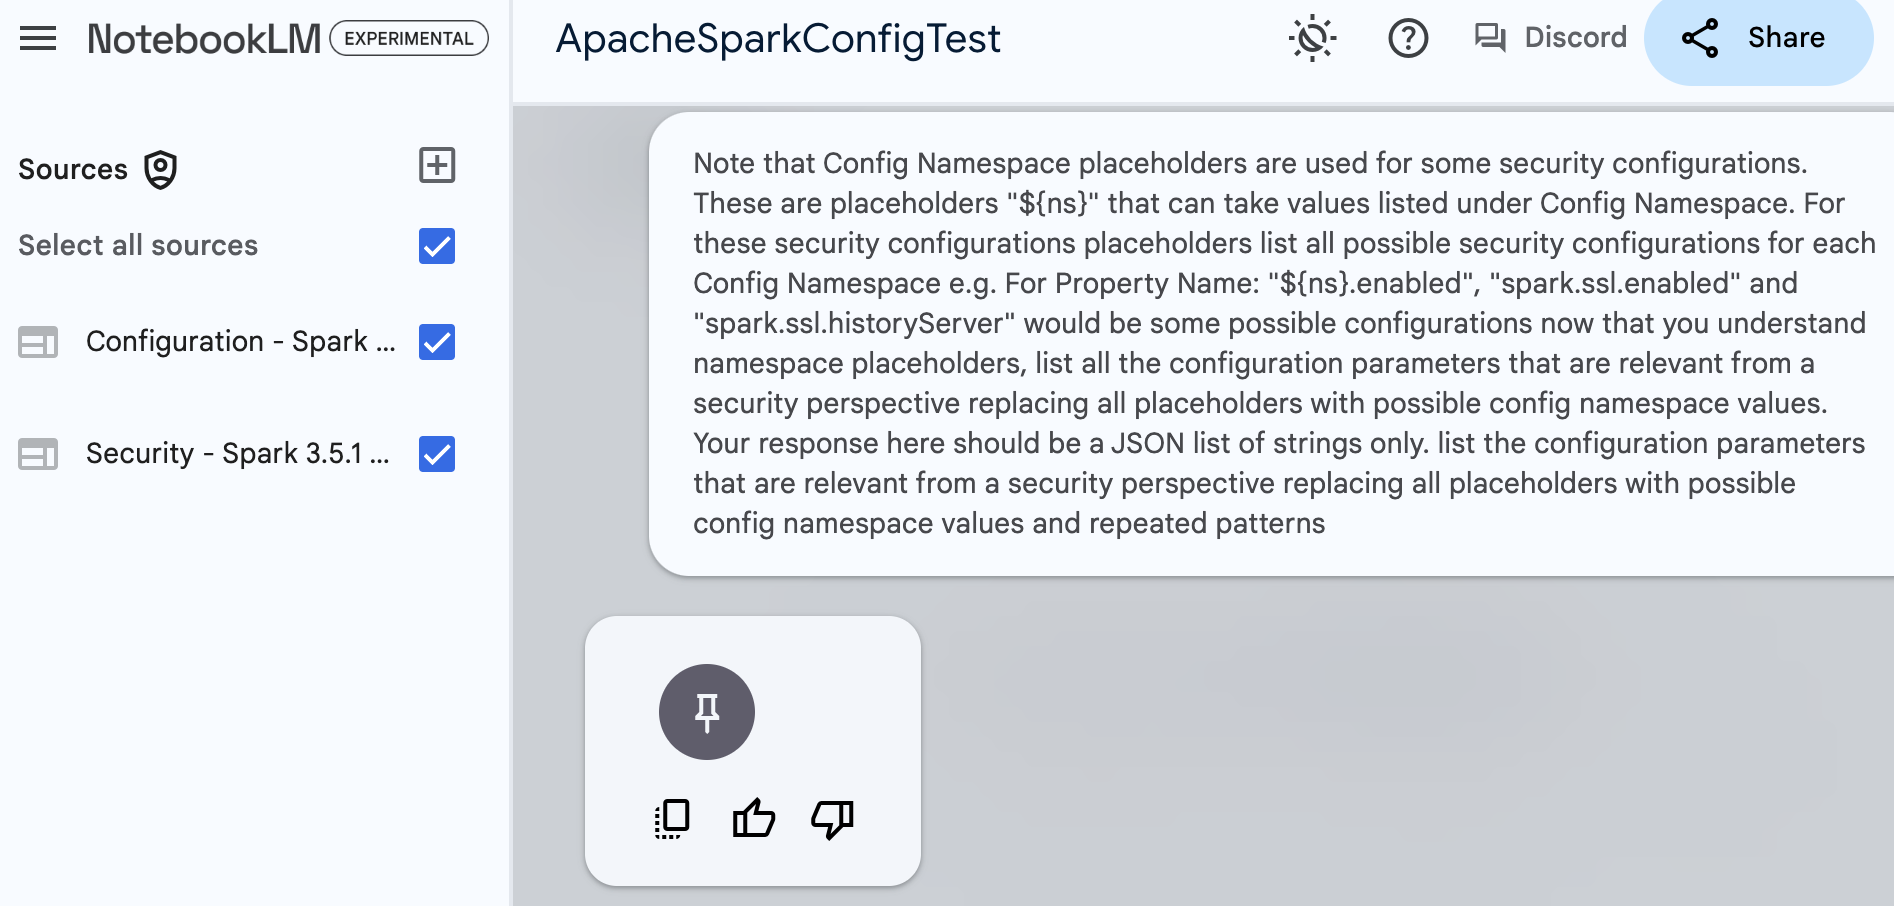 NotebookLM EXPERIMENTAL
ApacheSparkConfigTest
Discord
Share
Sources
Select all sources
Configuration - Spark ...
Security - Spark 3.5.1 ...
Note that Config Namespace placeholders are used for some security configurations.
These are placeholders "${ns}" that can take values listed under Config Namespace. For
these security configurations placeholders list all possible security configurations for each
Config Namespace e.g. For Property Name: "${ns}.enabled", "spark.ssl.enabled" and
"spark.ssl.historyServer" would be some possible configurations now that you understand
namespace placeholders, list all the configuration parameters that are relevant from a
security perspective replacing all placeholders with possible config namespace values.
Your response here should be a JSON list of strings only. list the configuration parameters
that are relevant from a security perspective replacing all placeholders with possible
config namespace values and repeated patterns